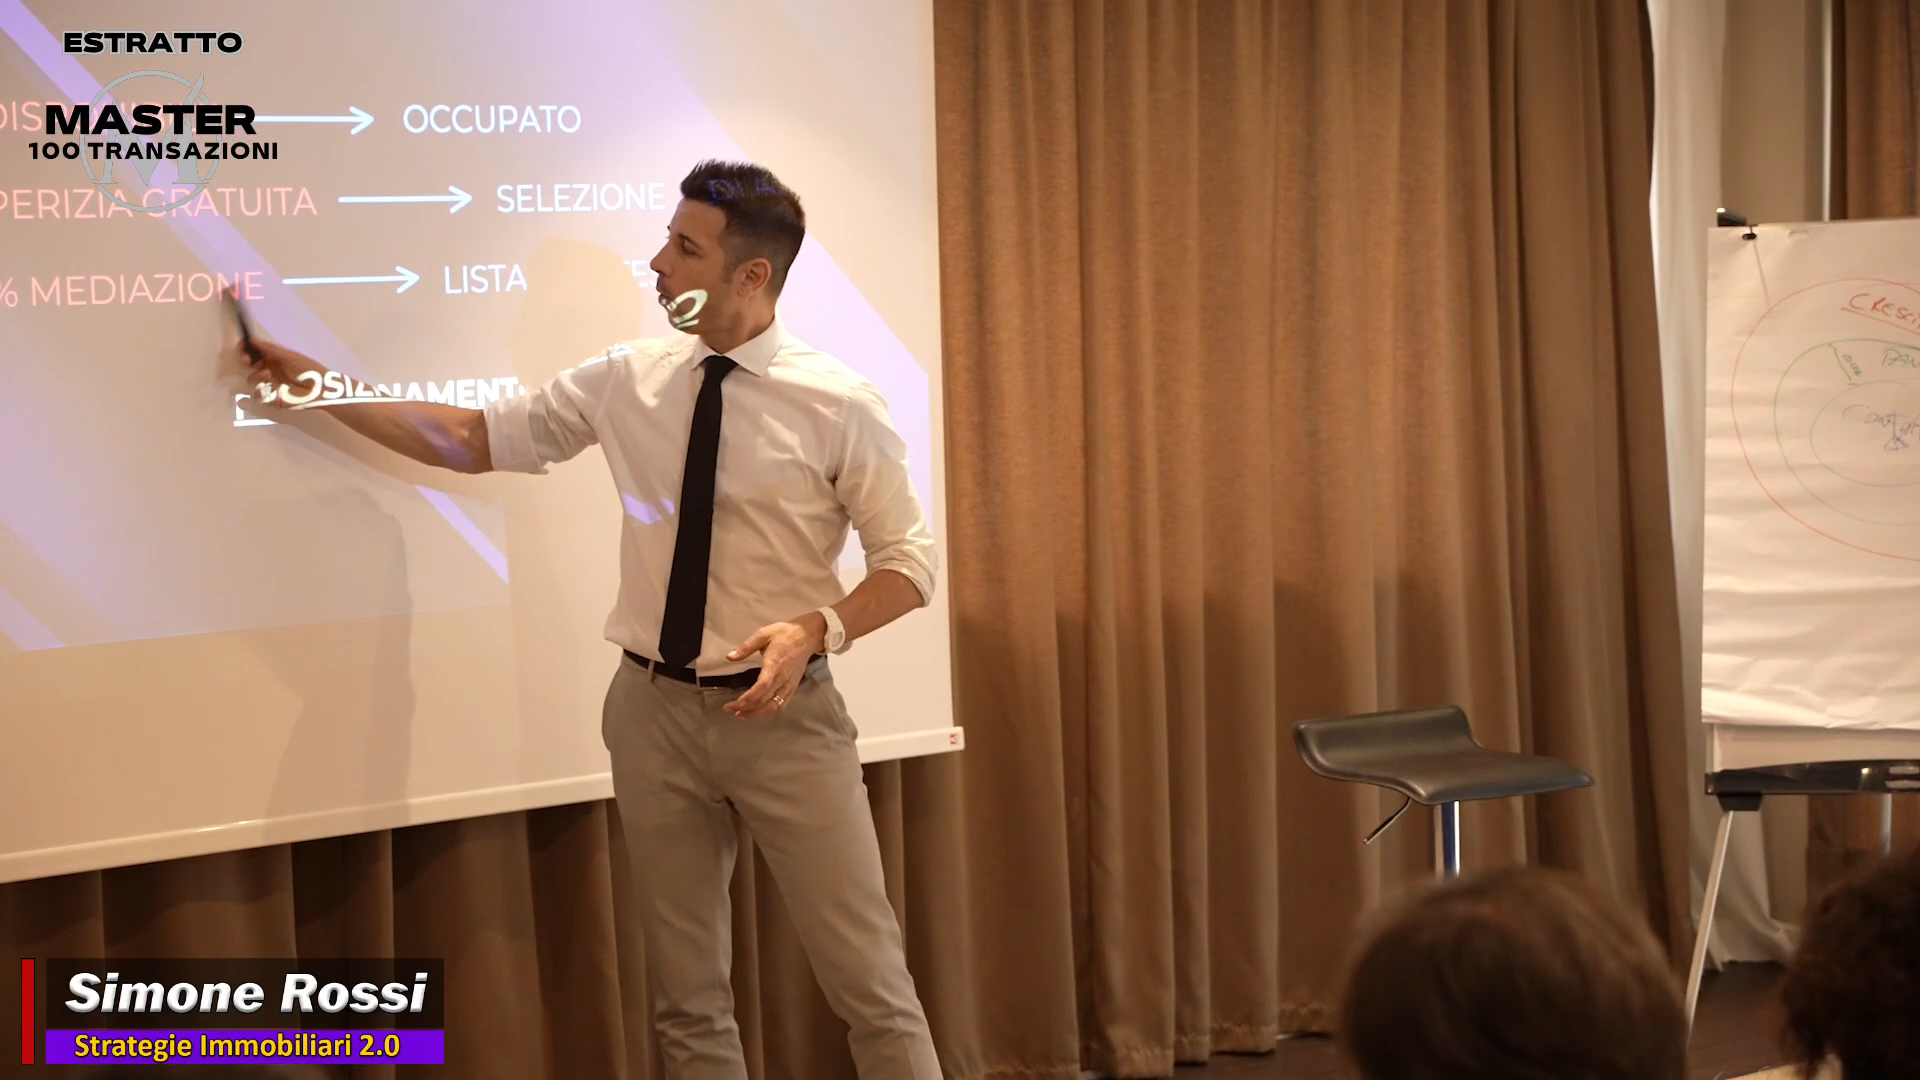 ESTRATTO
MASTER
100 TRANSAZIONI
OCCUPATO
PERIZIA GRATUITA
SELEZIONE
% MEDIAZIONE
LISTA
Simone Rossi
Strategie Immobiliari 2.0